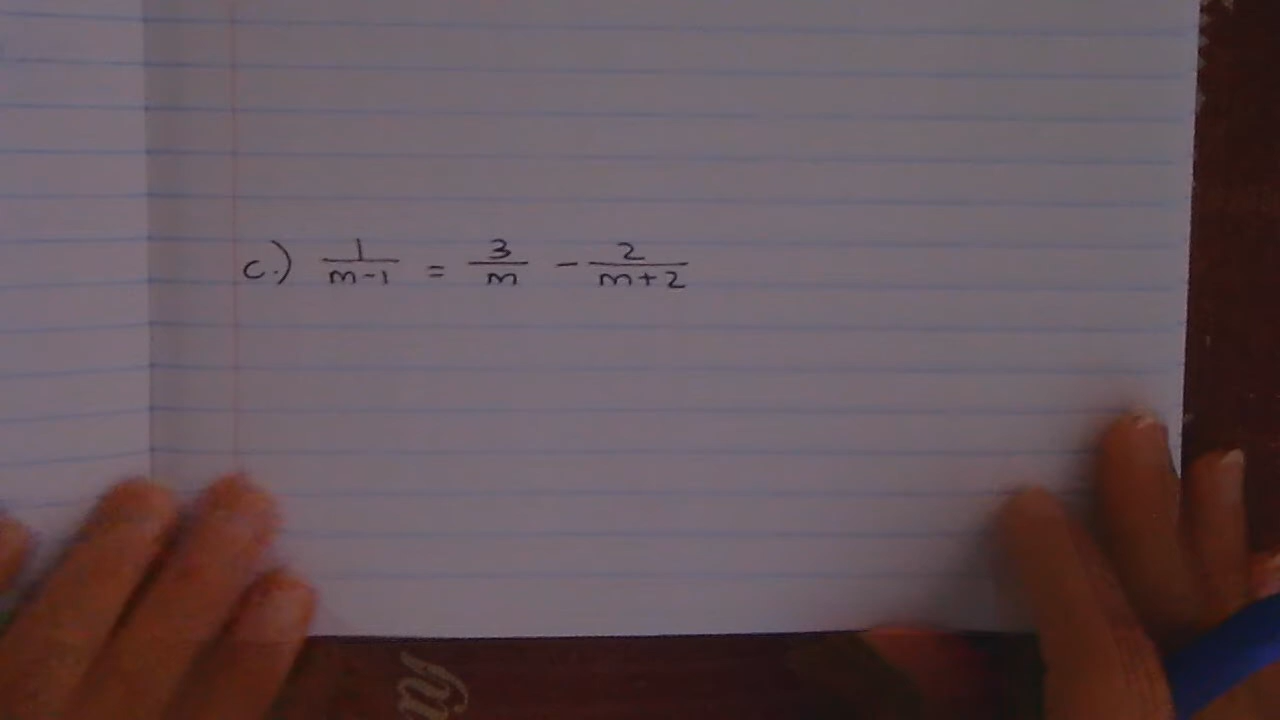 c.) 1/(m-1) = 3/m - 2/(m+2)